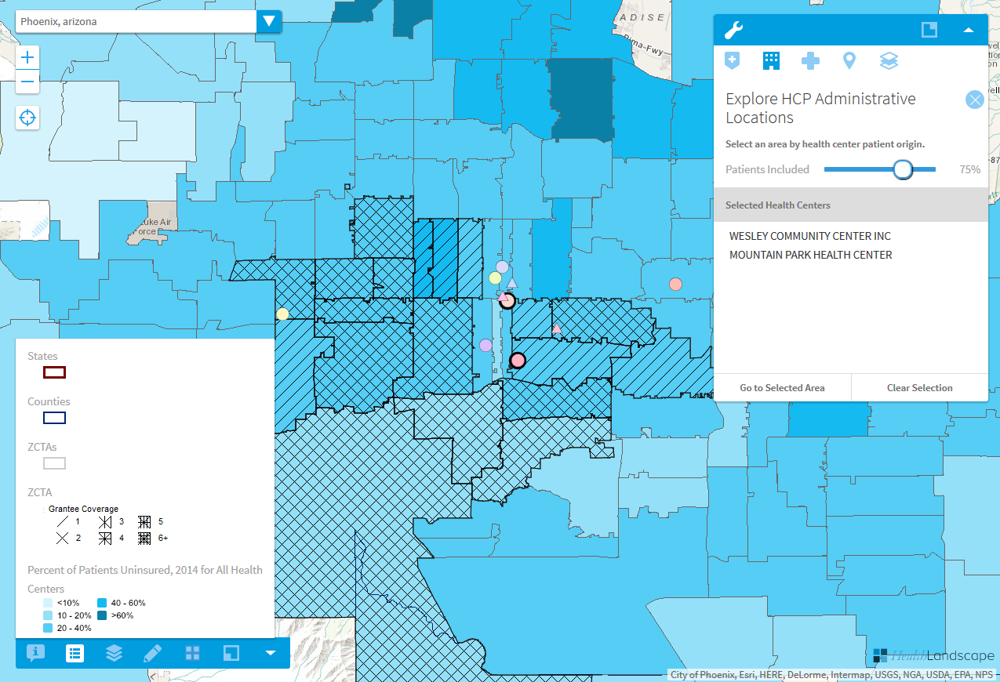 Phoenix, arizona
ADISE
Pima-Fwy
Luke Air
Force
Explore HCP Administrative
Locations
Select an area by health center patient origin.
Patients Included
75%
Selected Health Centers
WESLEY COMMUNITY CENTER INC
MOUNTAIN PARK HEALTH CENTER
Go to Selected Area
Clear Selection
States
Counties
ZCTAs
ZCTA
Grantee Coverage
1 3 5
2 4 6+
Percent of Patients Uninsured, 2014 for All Health
Centers
<10% 40 - 60%
10 - 20% >60%
20 - 40%
HealthLandscape
City of Phoenix, Esri, HERE, DeLorme, Intermap, USGS, NGA, USDA, EPA, NPS